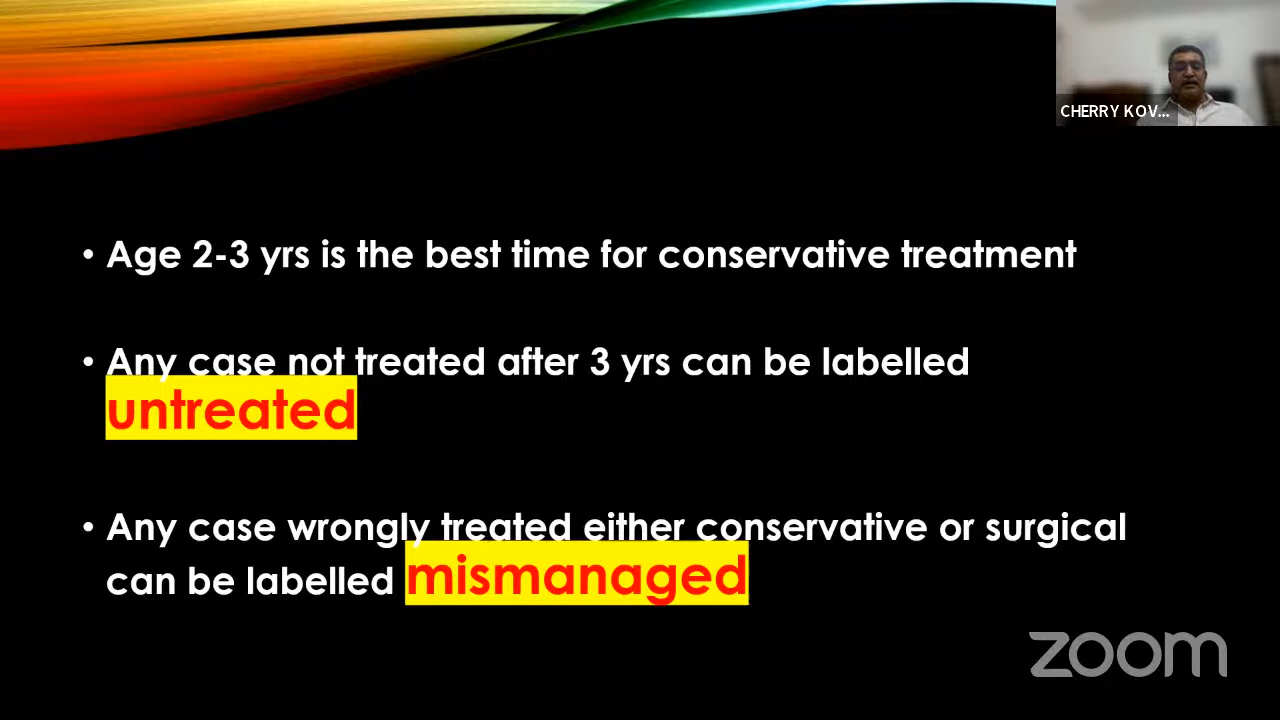 CHERRY KOV...
• Age 2-3 yrs is the best time for conservative treatment
• Any case not treated after 3 yrs can be labelled
untreated
• Any case wrongly treated either conservative or surgical
can be labelled mismanaged
zoom